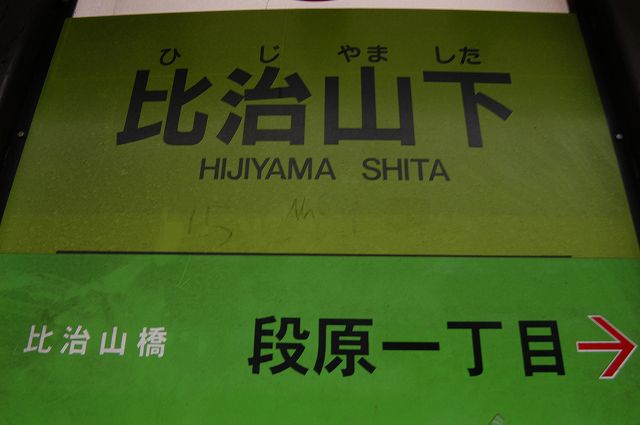 ひ じ やま した
比治山下
HIJIYAMA SHITA
比治山橋 段原一丁目 →